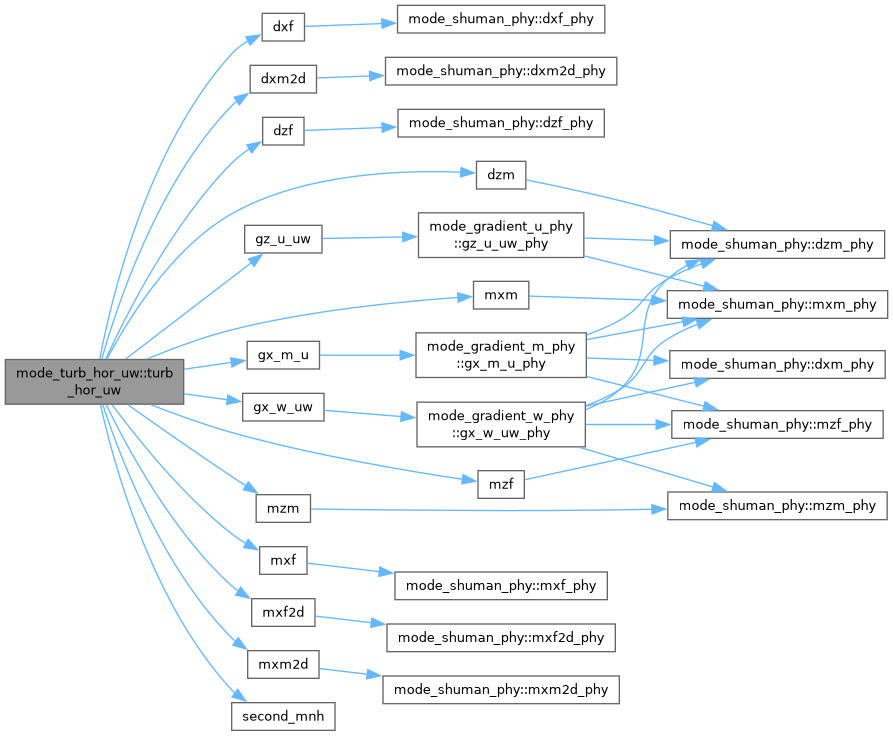 dxf
mode_shuman_phy::dxf_phy
dxm2d
mode_shuman_phy::dxm2d_phy
dzf
mode_shuman_phy::dzf_phy
dzm
gz_u_uw
mode_gradient_u_phy
::gz_u_uw_phy
mode_shuman_phy::dzm_phy
mxm
mode_shuman_phy::mxm_phy
gx_m_u
mode_gradient_m_phy
::gx_m_u_phy
mode_shuman_phy::dxm_phy
mode_turb_hor_uw::turb
_hor_uw
gx_w_uw
mode_gradient_w_phy
::gx_w_uw_phy
mode_shuman_phy::mzf_phy
mzf
mzm
mode_shuman_phy::mzm_phy
mxf
mode_shuman_phy::mxf_phy
mxf2d
mode_shuman_phy::mxf2d_phy
mxm2d
mode_shuman_phy::mxm2d_phy
second_mnh